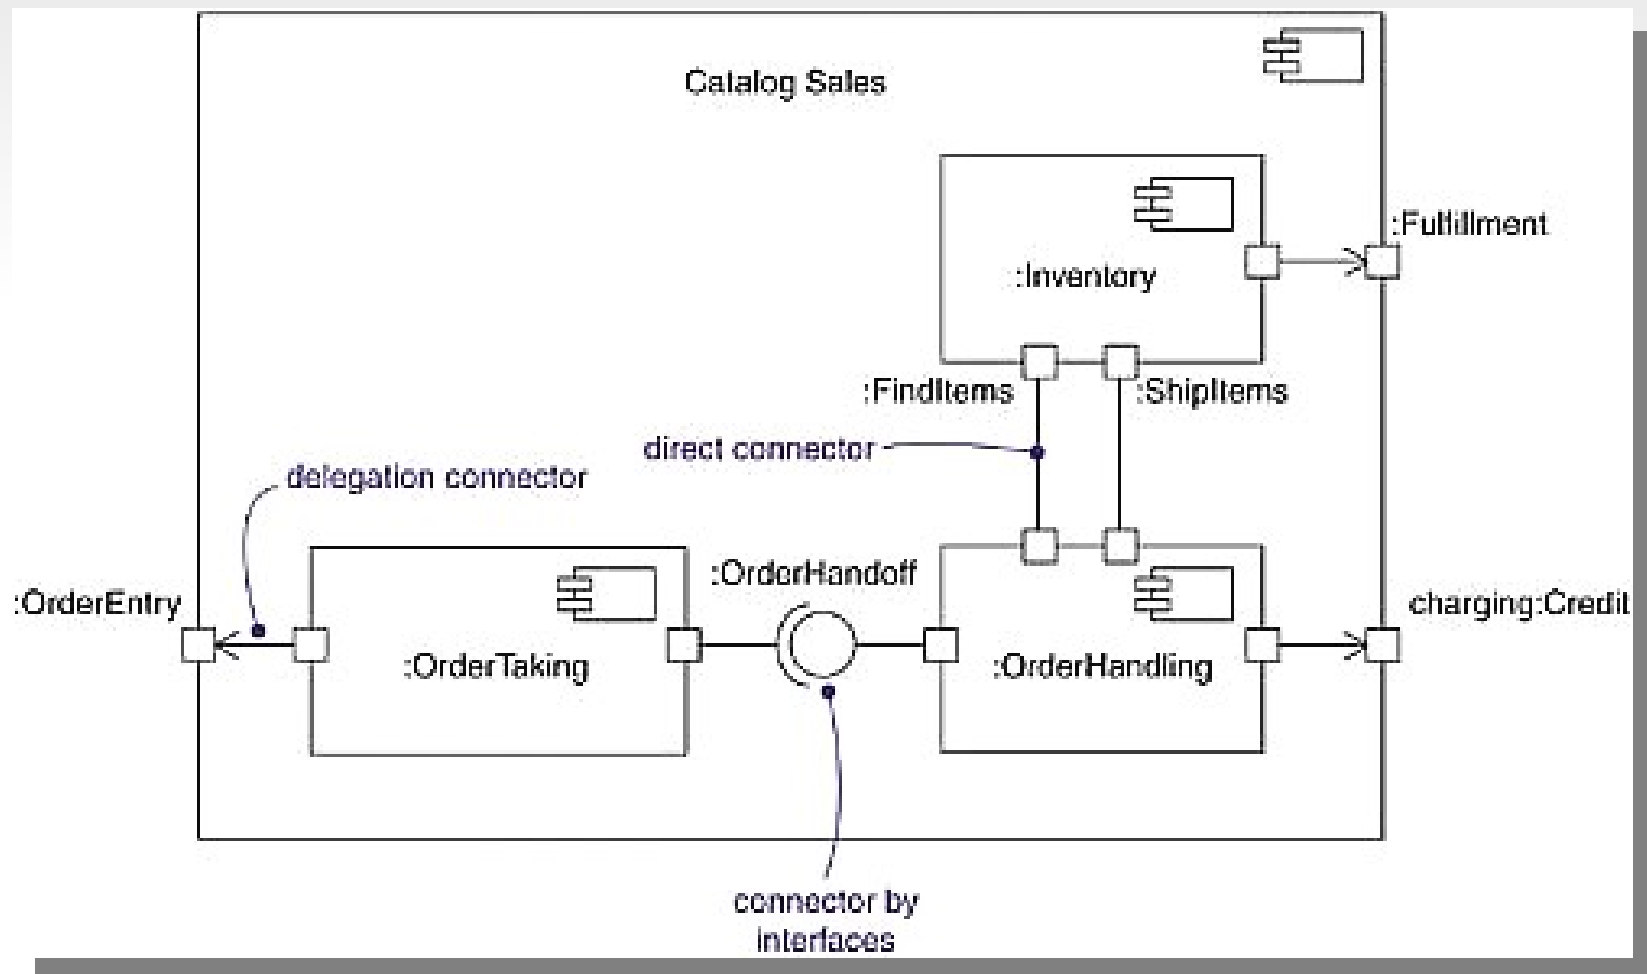 Catalog Sales
:Fulfillment
:Inventory
:FindItems
:ShipItems
direct connector
delegation connector
:OrderHandoff
:OrderEntry
charging:Credit
:OrderTaking
:OrderHandling
connector by
interfaces